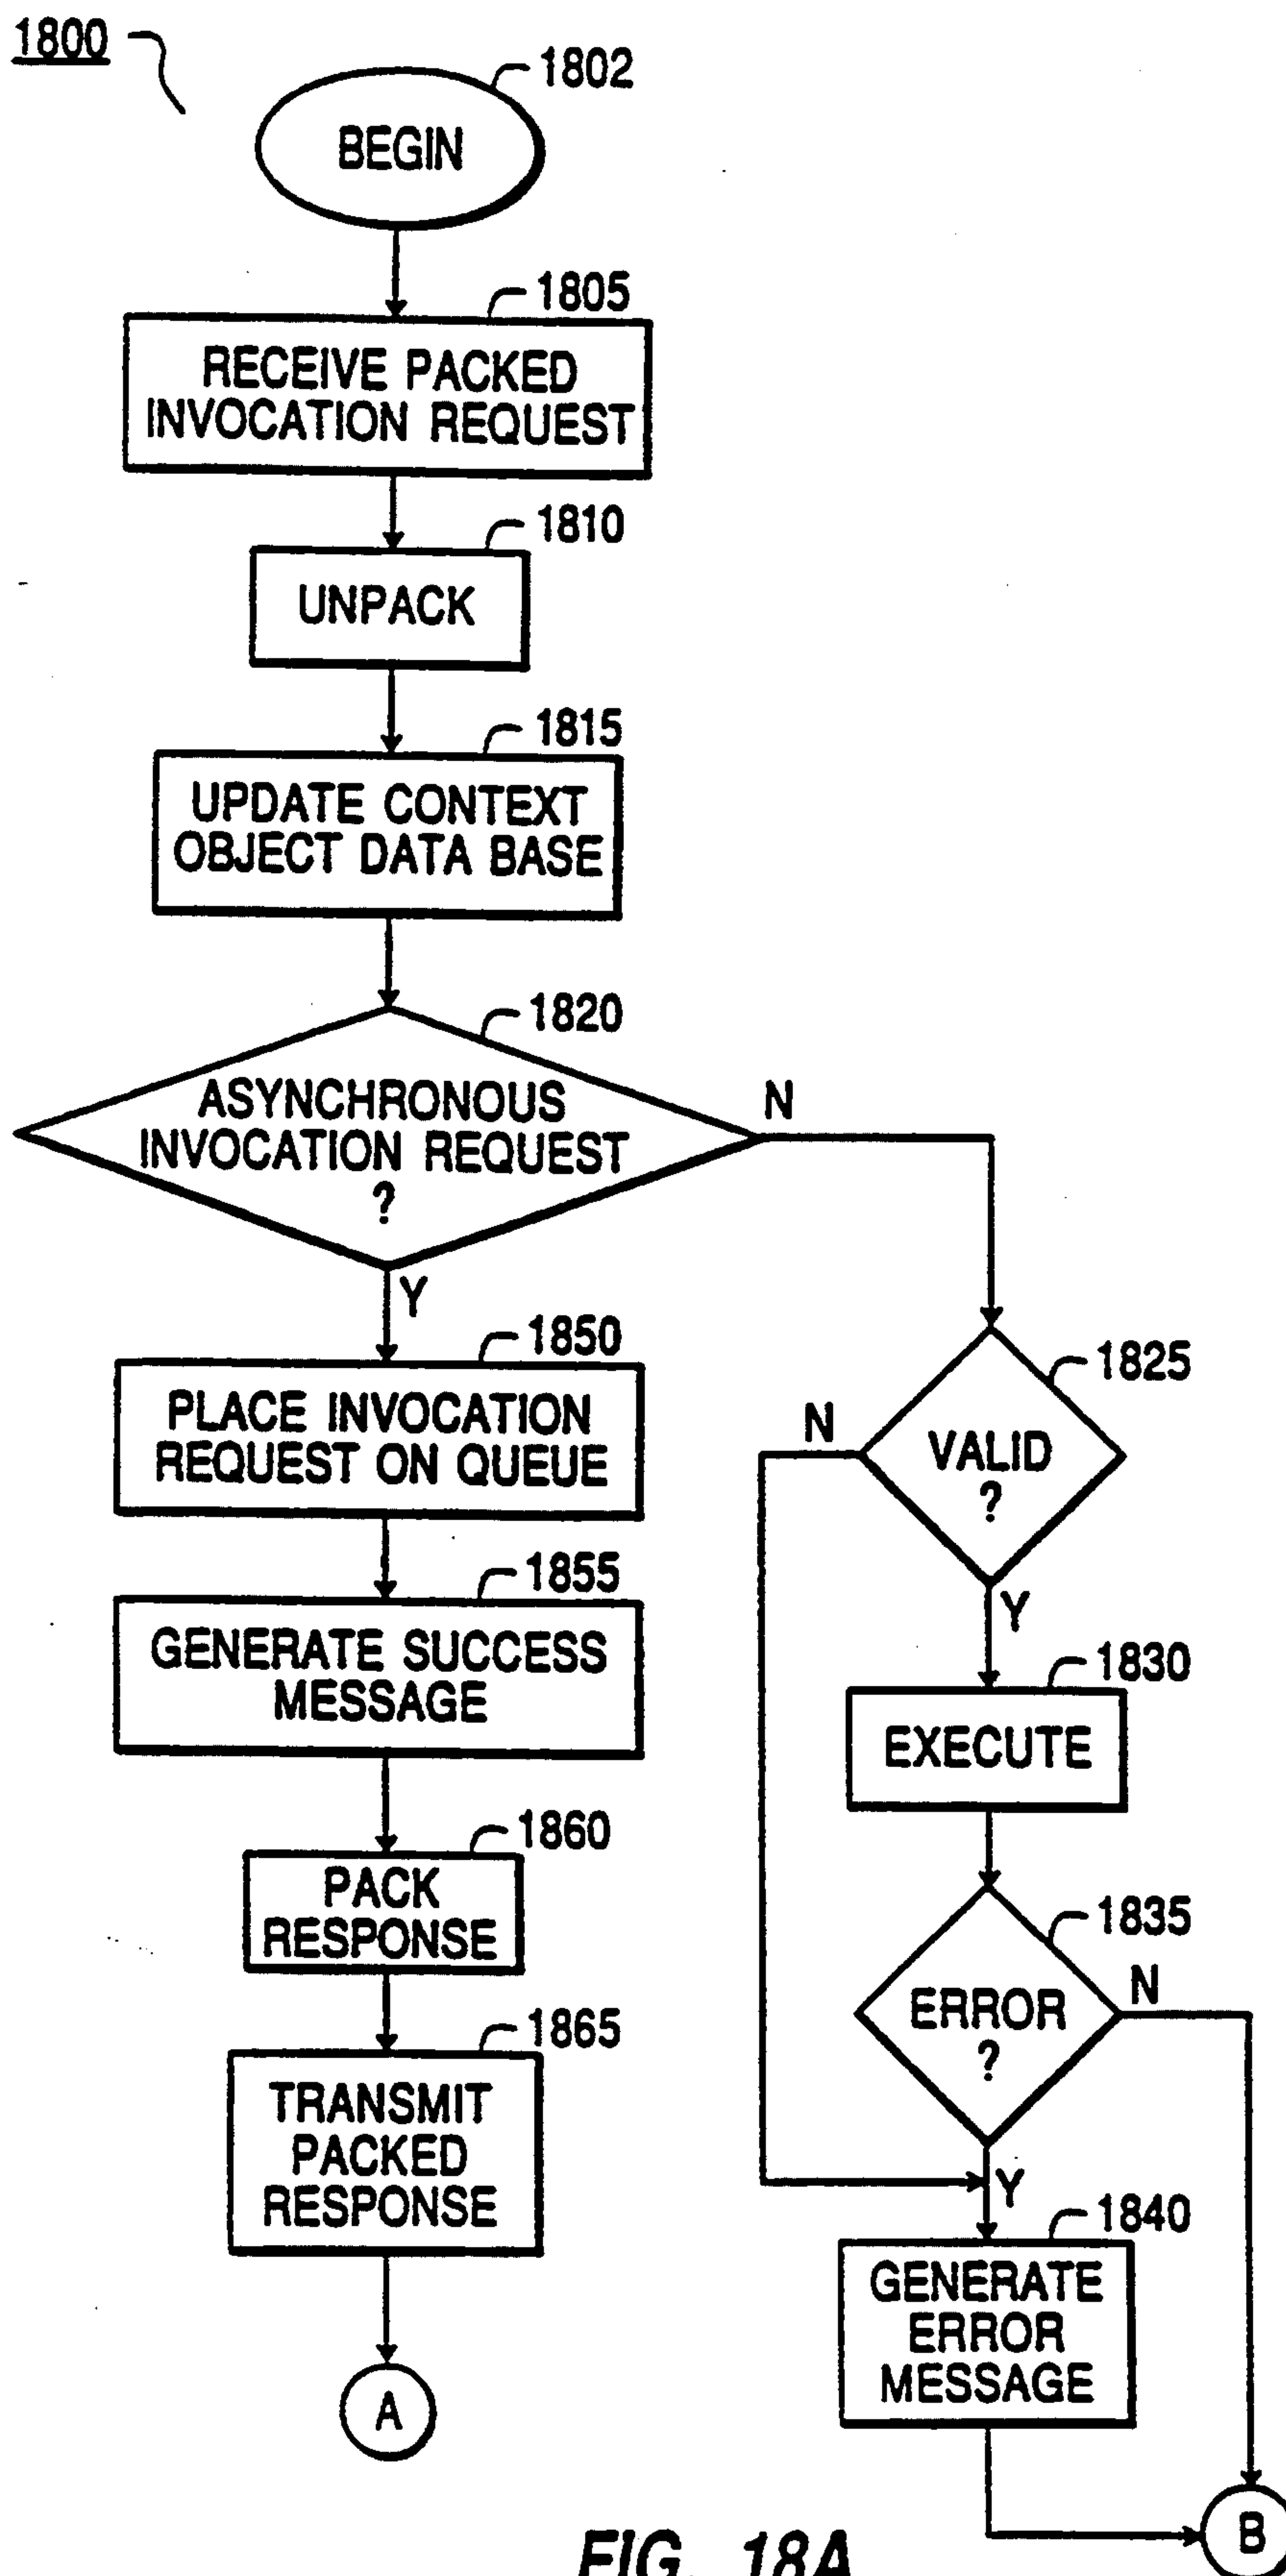 1800
1802
BEGIN
1805
RECEIVE PACKED
INVOCATION REQUEST
1810
UNPACK
1815
UPDATE CONTEXT
OBJECT DATA BASE
1820
ASYNCHRONOUS
INVOCATION REQUEST
?
N
Y
1850
PLACE INVOCATION
REQUEST ON QUEUE
1855
GENERATE SUCCESS
MESSAGE
1860
PACK
RESPONSE
1865
TRANSMIT
PACKED
RESPONSE
A
1825
VALID
?
N
Y
1830
EXECUTE
1835
ERROR
?
N
Y
1840
GENERATE
ERROR
MESSAGE
B
FIG. 18A